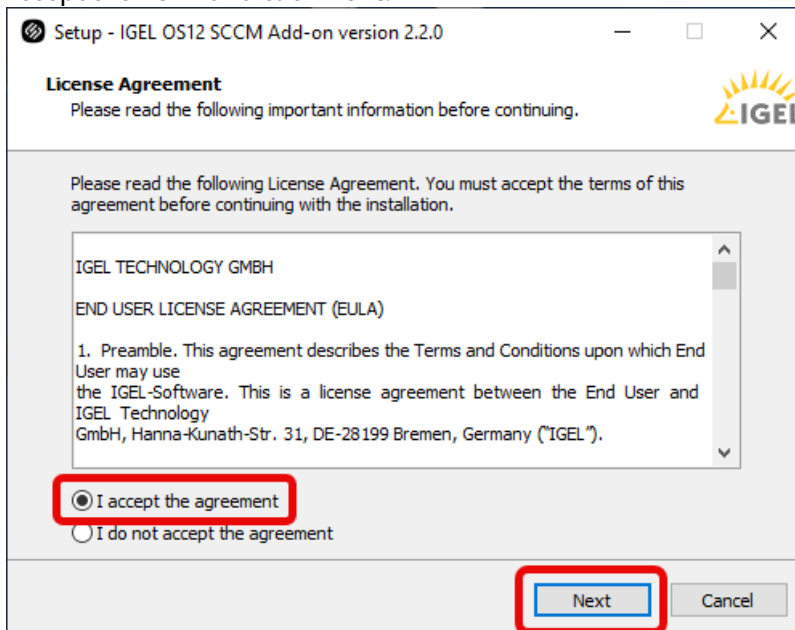 Setup - IGEL OS12 SCCM Add-on version 2.2.0
License Agreement
Please read the following important information before continuing.
IGEL
Please read the following License Agreement. You must accept the terms of this
agreement before continuing with the installation.
IGEL TECHNOLOGY GMBH
END USER LICENSE AGREEMENT (EULA)
1. Preamble. This agreement describes the Terms and Conditions upon which End
User may use
the IGEL-Software. This is a license agreement between the End User and
IGEL Technology
GmbH, Hanna-Kunath-Str. 31, DE-28199 Bremen, Germany ("IGEL").
I accept the agreement
I do not accept the agreement
Next
Cancel